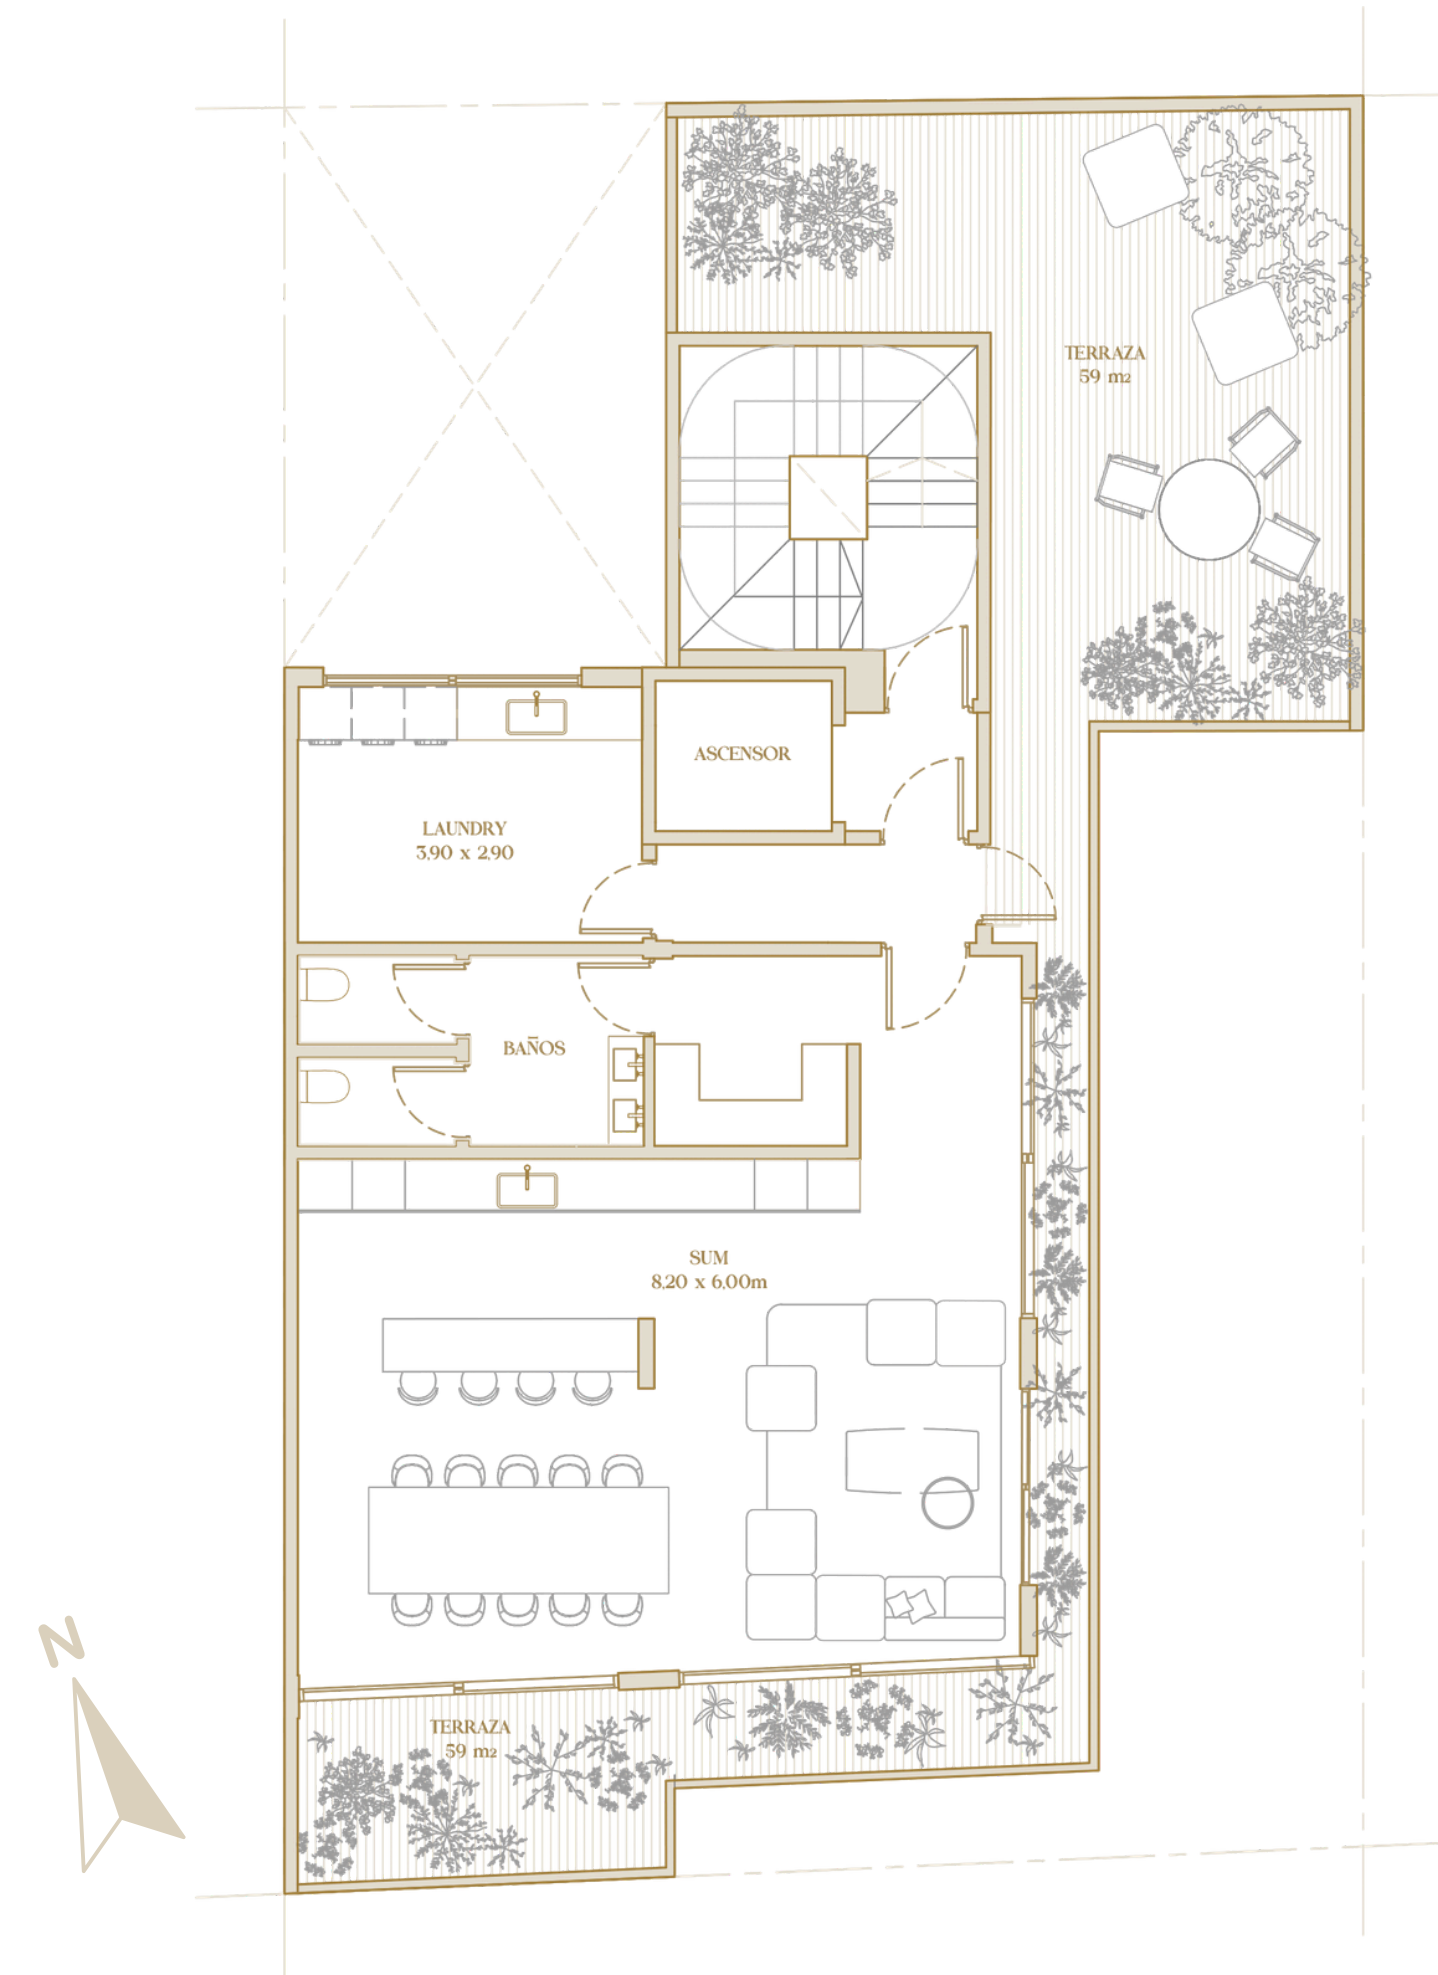 TERRAZA
59 m2
ASCENSOR
LAUNDRY
3,90 x 2,90
BAÑOS
SUM
8,20 x 6,00m
N
TERRAZA
59 m2